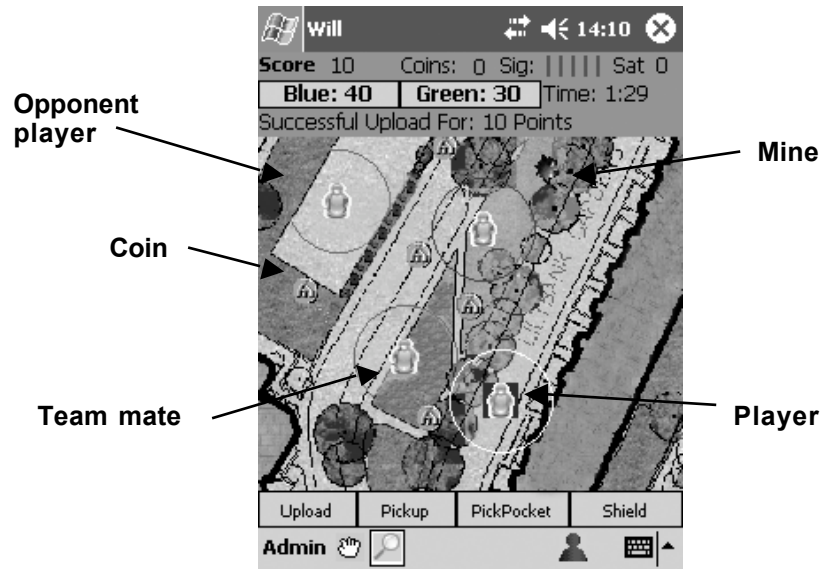 Will 14:10
Score 10 Coins: 0 Sig: | | | | | Sat 0
Blue: 40 Green: 30 Time: 1:29
Successful Upload For: 10 Points
Opponent
player
Mine
Coin
LILYBANK
Team mate
Player
Upload Pickup PickPocket Shield
Admin